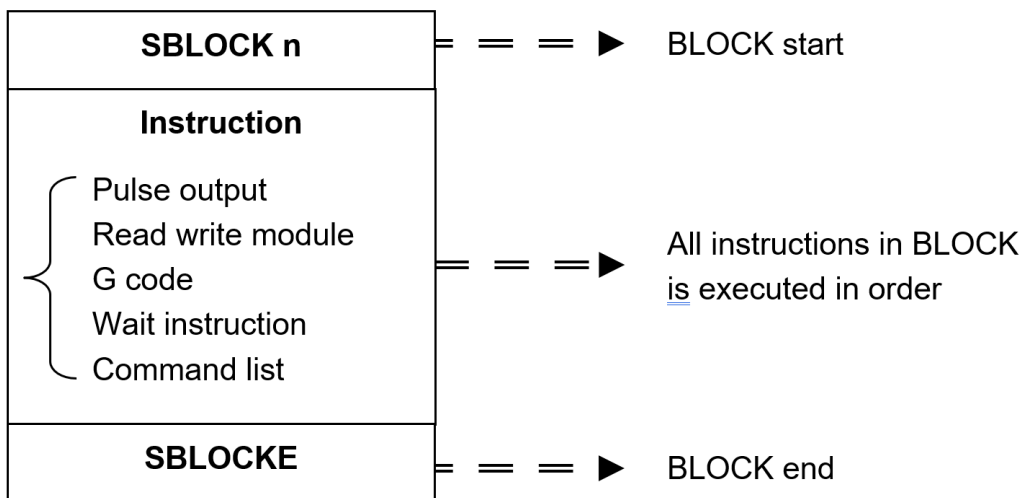 SBLOCK n
BLOCK start
Instruction
Pulse output
Read write module
G code
Wait instruction
Command list
All instructions in BLOCK
is executed in order
SBLOCKE
BLOCK end